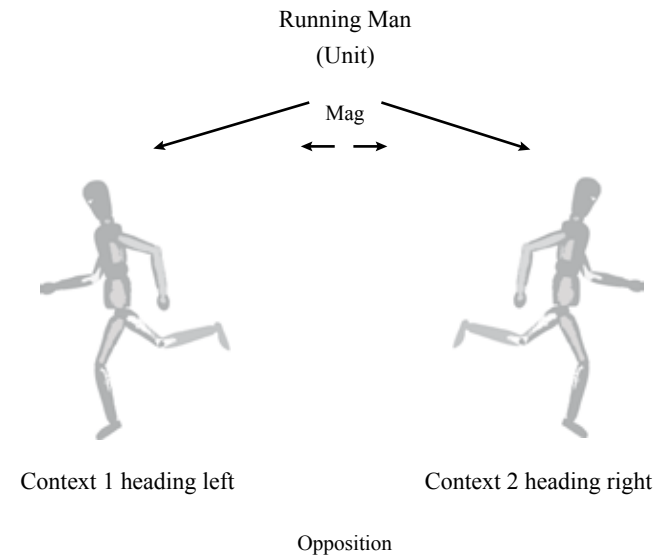 Running Man
(Unit)
Mag
Context 1 heading left
Context 2 heading right
Opposition